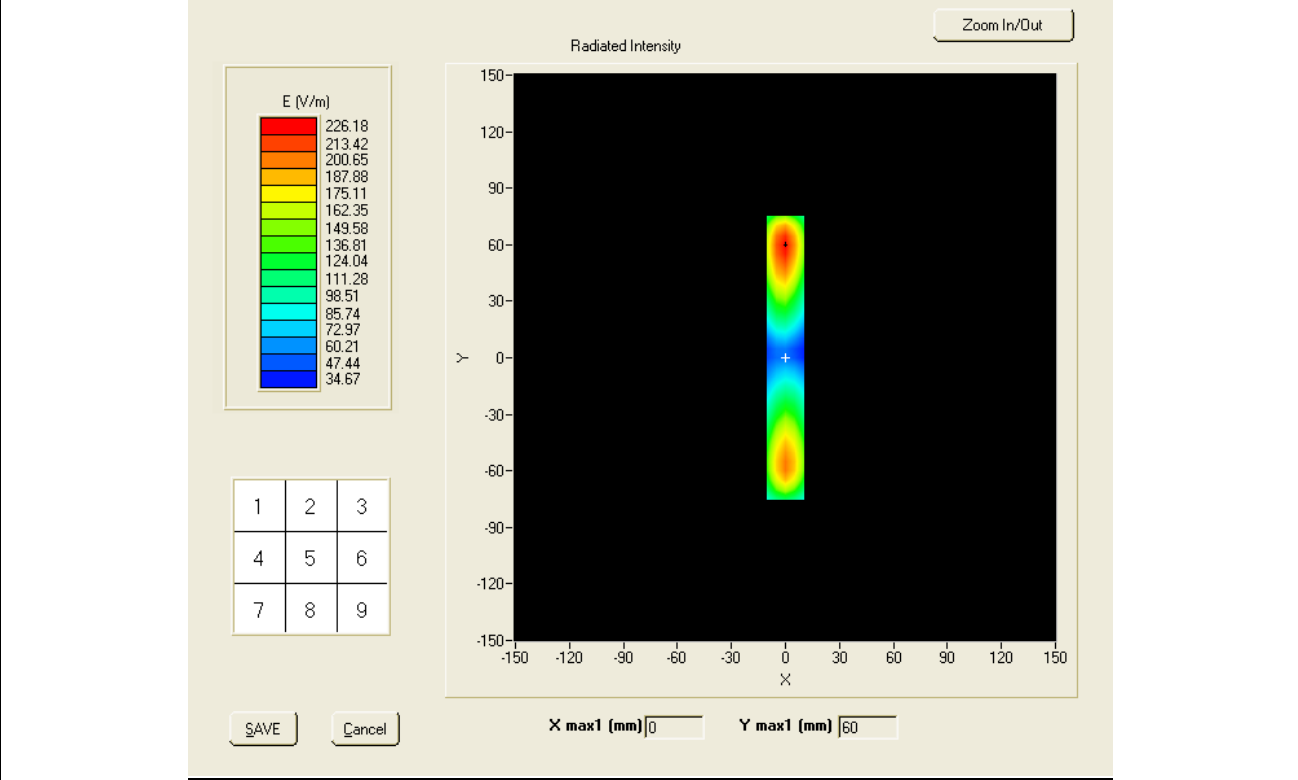 Zoom In/Out
Radiated Intensity
E (V/m)
226.18
213.42
200.65
187.88
175.11
162.35
149.58
136.81
124.04
111.28
98.51
85.74
72.97
60.21
47.44
34.67
150
120
90
60
30
0
-30
-60
-90
-120
-150
Y
-150 -120 -90 -60 -30 0 30 60 90 120 150
X
1 2 3
4 5 6
7 8 9
SAVE
Cancel
X max1 (mm) 0
Y max1 (mm) 60